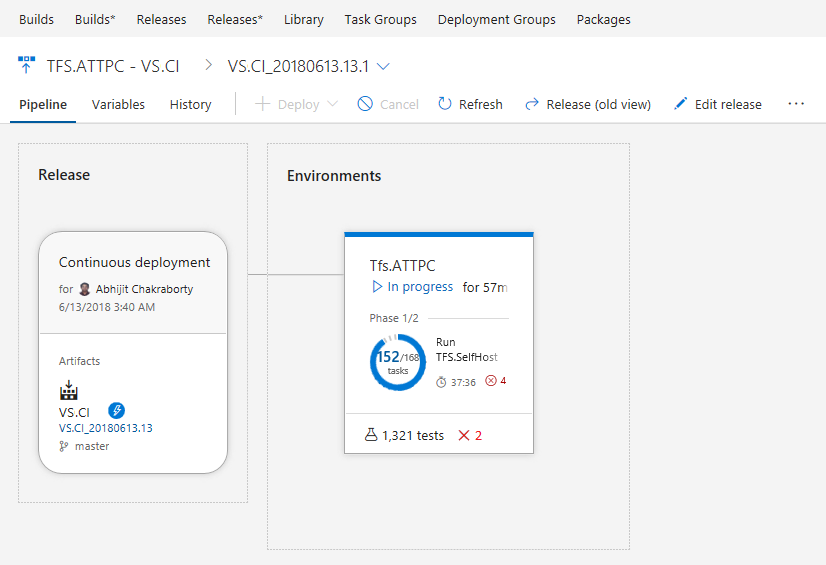 Builds Builds* Releases Releases* Library Task Groups Deployment Groups Packages
TFS.ATTPC - VS.CI > VS.CI_20180613.13.1
Pipeline Variables History + Deploy Cancel Refresh Release (old view) Edit release ...
Release
Continuous deployment
for Abhijit Chakraborty
6/13/2018 3:40 AM
Artifacts
VS.CI
VS.CI_20180613.13
master
Environments
Tfs.ATTPC
In progress for 57m
Phase 1/2
152/168
tasks
Run
TFS.SelfHost
37:36 4
1,321 tests 2